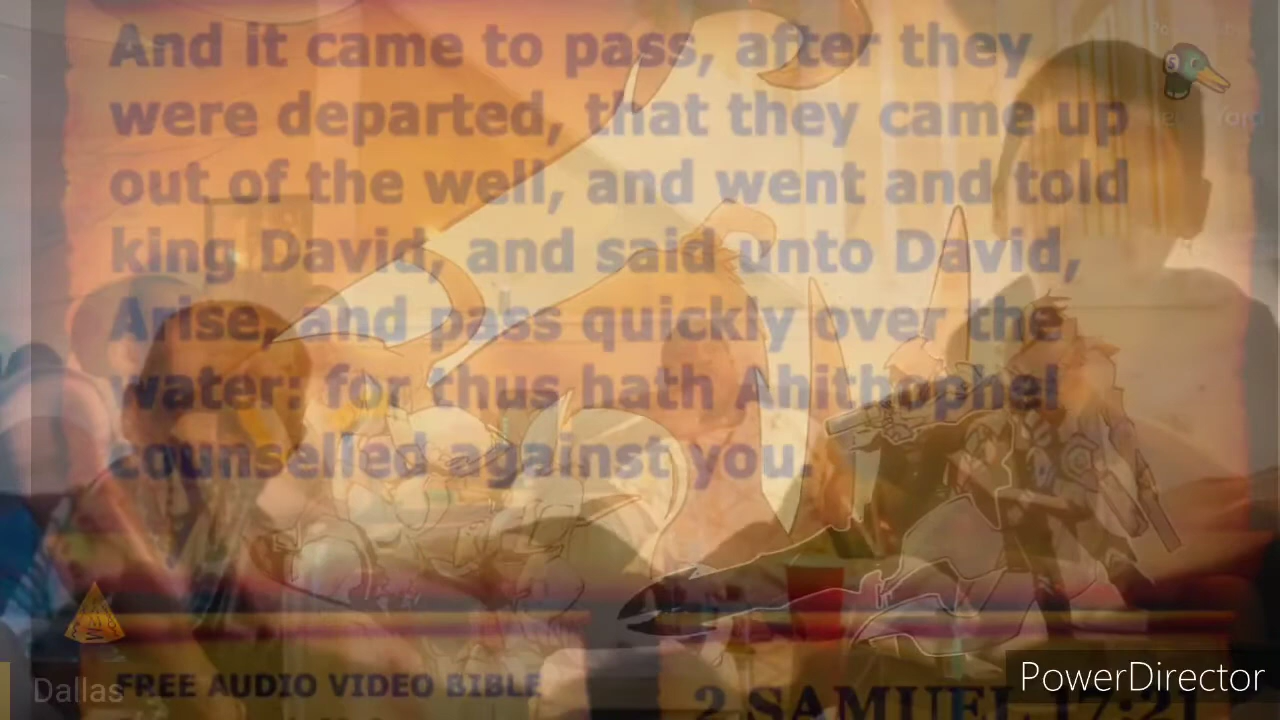 And it came to pass, after they
were departed, that they came up
out of the well, and went and told
king David, and said unto David,
Arise, and pass quickly over the
water: for thus hath Ahithophel
counselled against you.
Dallas
FREE AUDIO VIDEO BIBLE
2 SAMUEL 17:21
PowerDirector